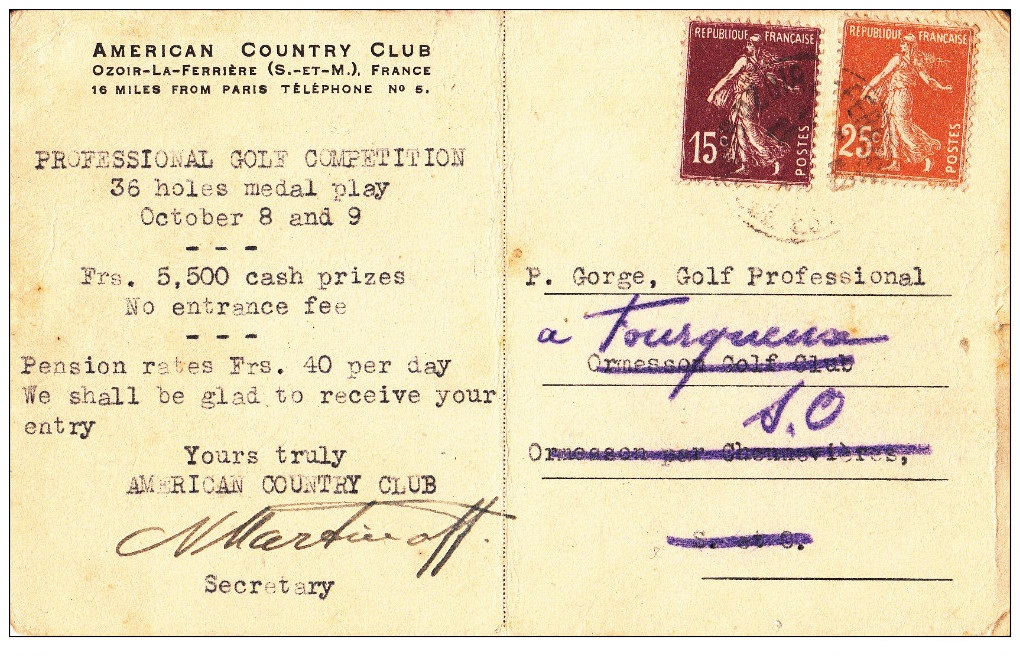 AMERICAN COUNTRY CLUB
OZOIR-LA-FERRIÈRE (S.-ET-M.), FRANCE
16 MILES FROM PARIS TÉLÉPHONE No 5.
PROFESSIONAL GOLF COMPETITION
36 holes medal play
October 8 and 9
- - -
Frs. 5,500 cash prizes
No entrance fee
- - -
Pension rates Frs. 40 per day
We shall be glad to receive your
entry
Yours truly
AMERICAN COUNTRY CLUB
N Martinoff.
Secretary
REPUBLIQUE FRANÇAISE
15c
POSTES
REPUBLIQUE FRANÇAISE
25c
POSTES
P. Gorge, Golf Professional
a Fourqueux
Ormesson Golf Club
S.O
Ormesson par Chennevières,
S. et O.